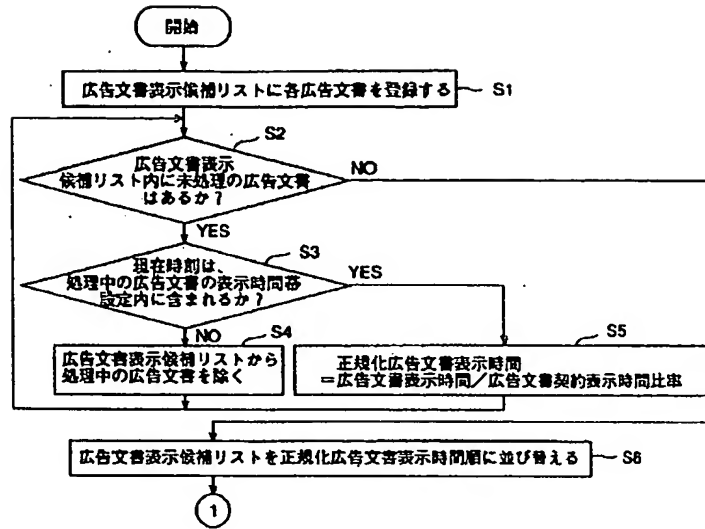 開始
広告文書表示候補リストに各広告文書を登録する
S1
S2
広告文書表示
候補リスト内に未処理の広告文書
はあるか?
NO
YES
S3
現在時刻は、
処理中の広告文書の表示時間帯
設定内に含まれるか?
YES
NO
S4
広告文書表示候補リストから
処理中の広告文書を除く
S5
正規化広告文書表示時間
=広告文書表示時間/広告文書契約表示時間比率
広告文書表示候補リストを正規化広告文書表示時間順に並び替える
S6
1